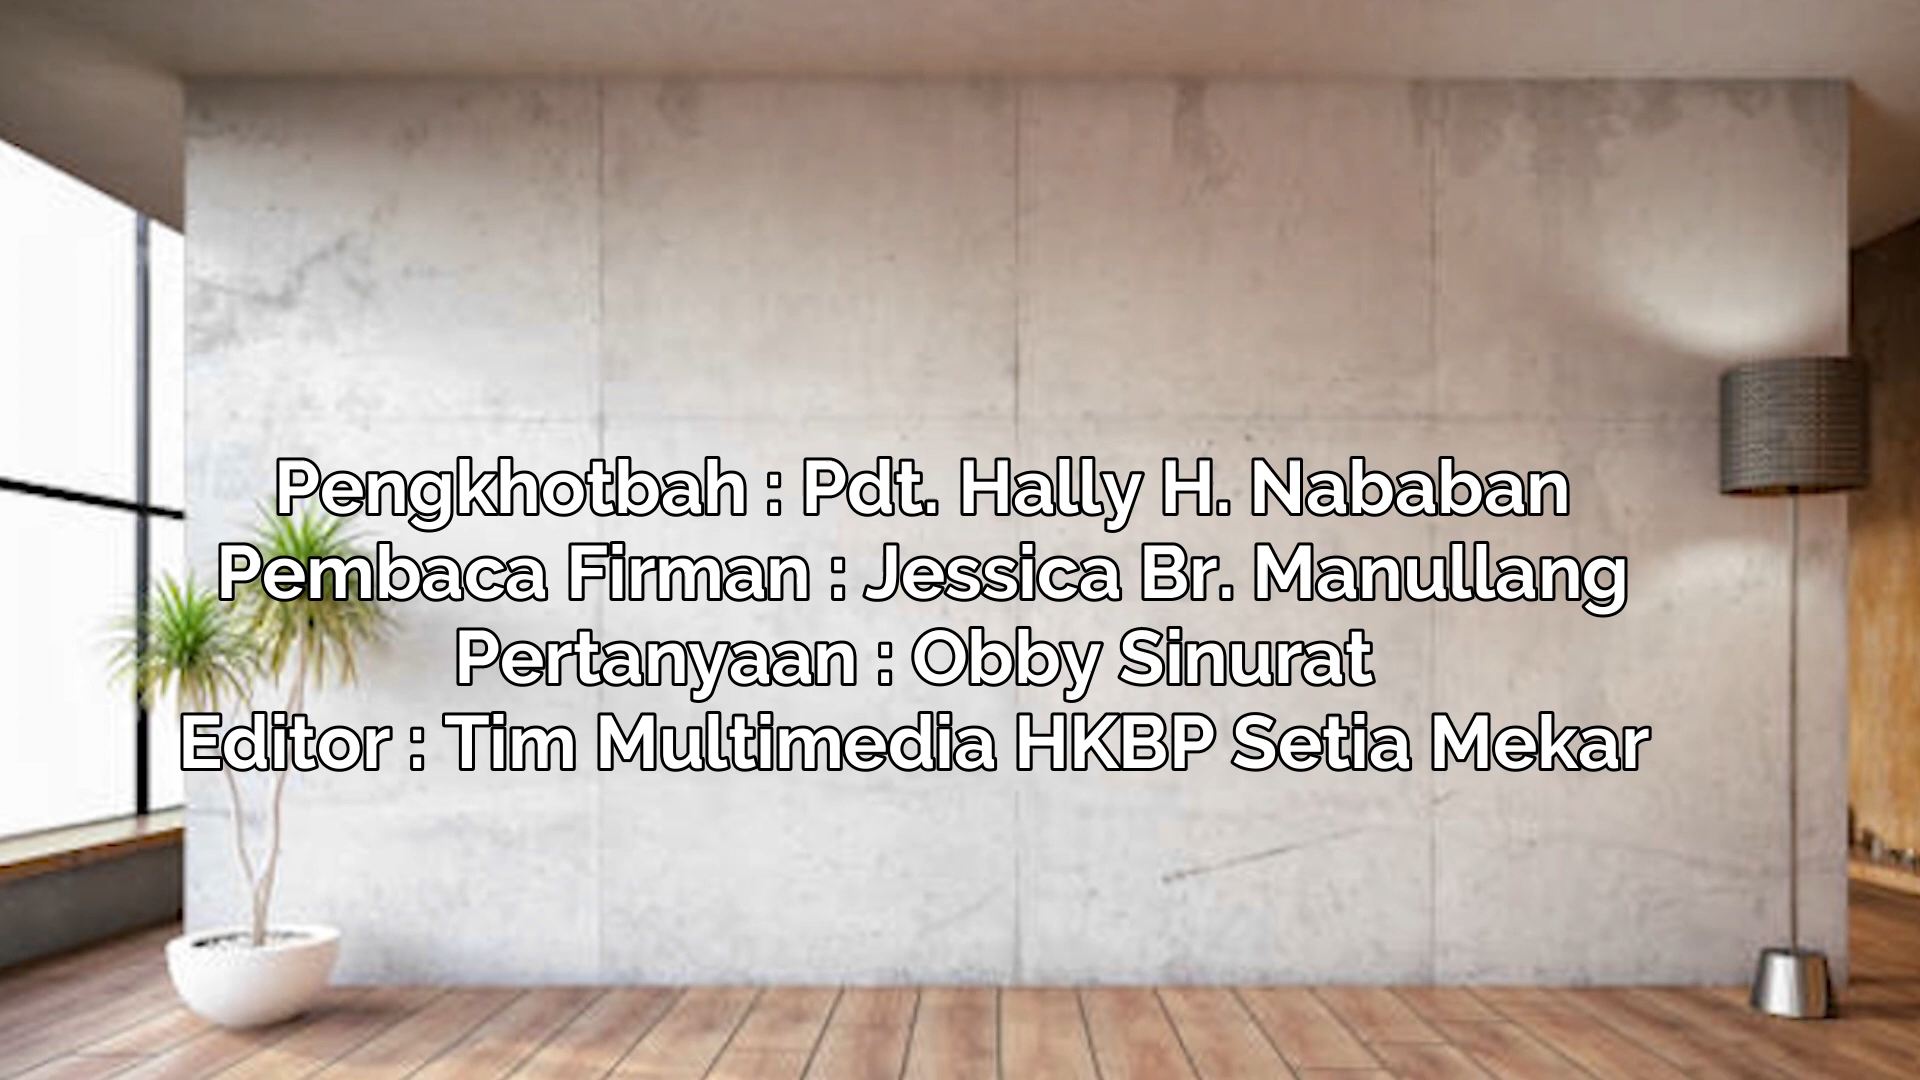 Pengkhotbah : Pdt. Hally H. Nababan
Pembaca Firman : Jessica Br. Manullang
Pertanyaan : Obby Sinurat
Editor : Tim Multimedia HKBP Setia Mekar